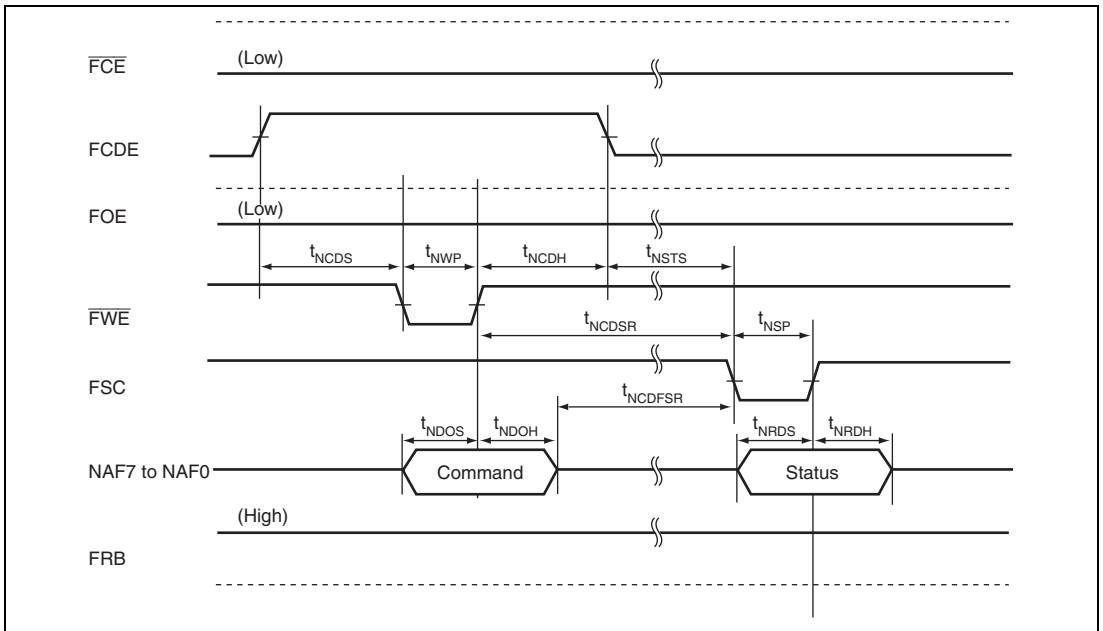 FCE (Low)
FCDE
FOE (Low)
tNCDS tNWP tNCDH tNSTS
FWE
tNCDSR tNSP
FSC
tNCDFSR
tNDOS tNDOH tNRDS tNRDH
NAF7 to NAF0 Command Status
(High)
FRB